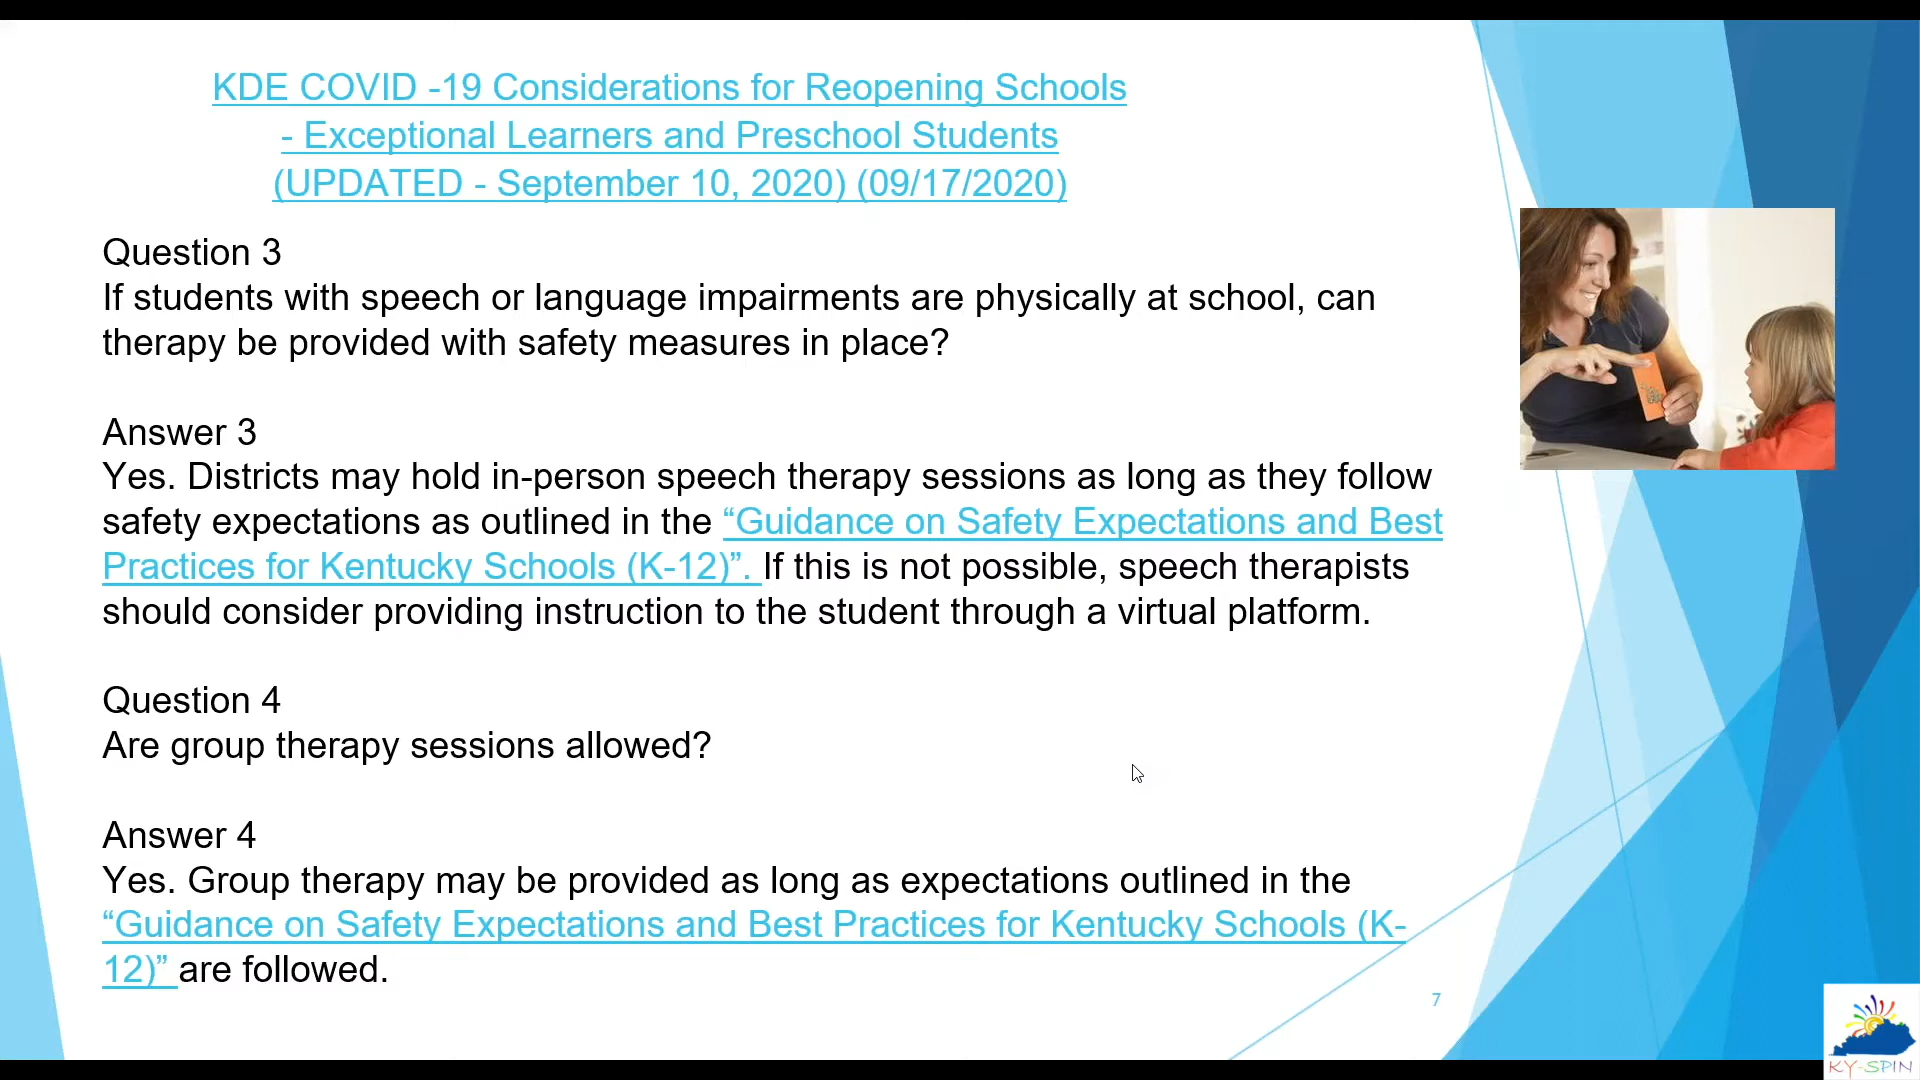 KDE COVID -19 Considerations for Reopening Schools
- Exceptional Learners and Preschool Students
(UPDATED - September 10, 2020) (09/17/2020)
Question 3
If students with speech or language impairments are physically at school, can
therapy be provided with safety measures in place?
Answer 3
Yes. Districts may hold in-person speech therapy sessions as long as they follow
safety expectations as outlined in the “Guidance on Safety Expectations and Best
Practices for Kentucky Schools (K-12)”. If this is not possible, speech therapists
should consider providing instruction to the student through a virtual platform.
Question 4
Are group therapy sessions allowed?
Answer 4
Yes. Group therapy may be provided as long as expectations outlined in the
“Guidance on Safety Expectations and Best Practices for Kentucky Schools (K-
12)” are followed.
7
KY-SPIN